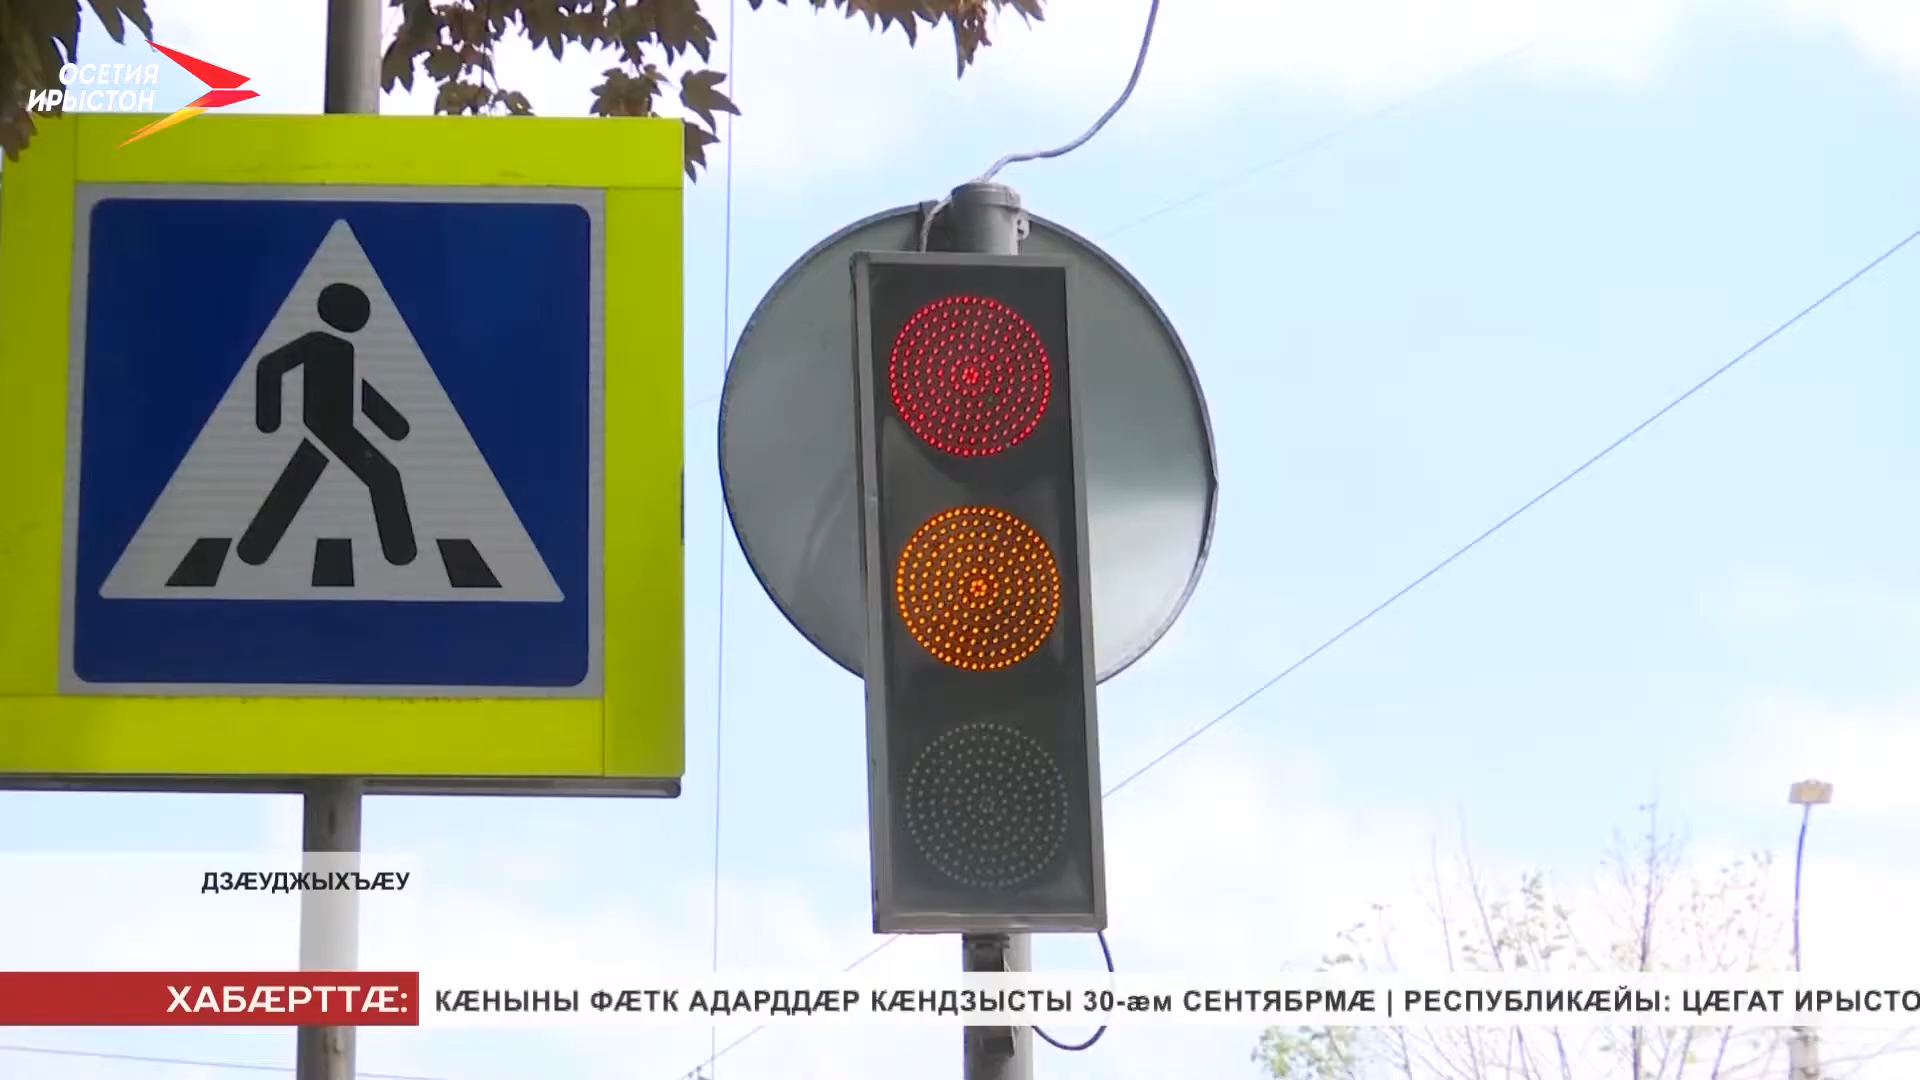 ОСЕТИЯ
ИРЫСТОН
ДЗÆУДЖЫХЪÆУ
ХАБÆРТТÆ:
КÆНЫНЫ ФÆТК АДАРДДÆР КÆНДЗЫСТЫ 30-æм СЕНТЯБРМÆ | РЕСПУБЛИКÆЙЫ: ЦÆГАТ ИРЫСТО